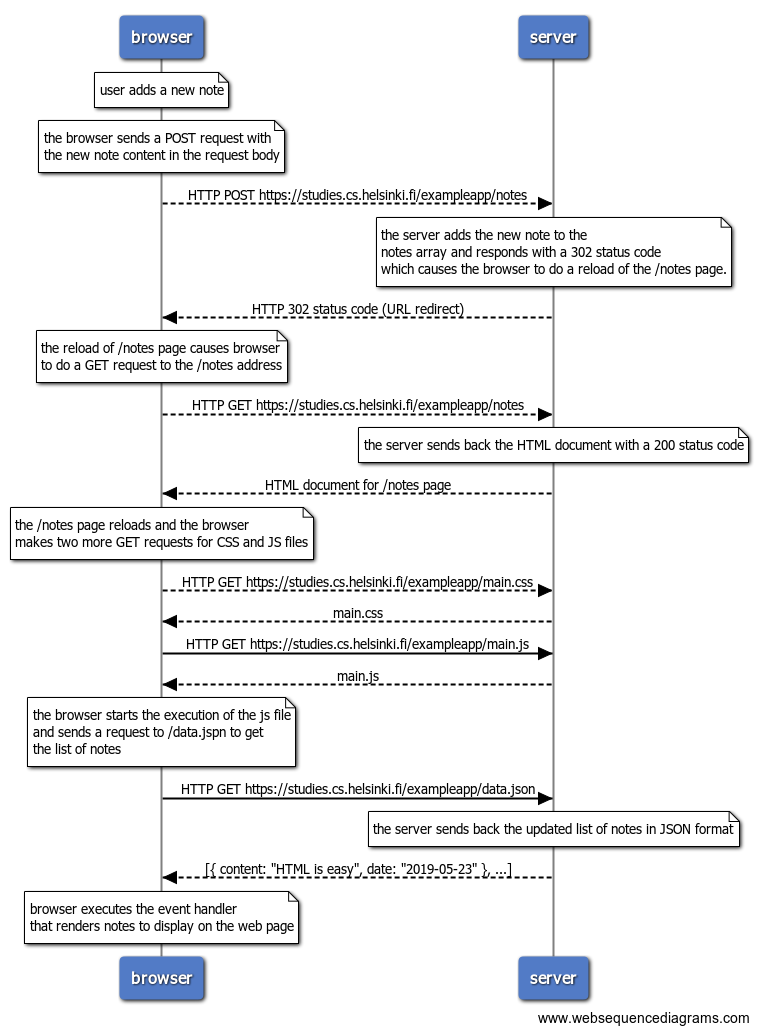 browser
server
user adds a new note
the browser sends a POST request with
the new note content in the request body
HTTP POST https://studies.cs.helsinki.fi/exampleapp/notes
the server adds the new note to the
notes array and responds with a 302 status code
which causes the browser to do a reload of the /notes page.
HTTP 302 status code (URL redirect)
the reload of /notes page causes browser
to do a GET request to the /notes address
HTTP GET https://studies.cs.helsinki.fi/exampleapp/notes
the server sends back the HTML document with a 200 status code
HTML document for /notes page
the /notes page reloads and the browser
makes two more GET requests for CSS and JS files
HTTP GET https://studies.cs.helsinki.fi/exampleapp/main.css
main.css
HTTP GET https://studies.cs.helsinki.fi/exampleapp/main.js
main.js
the browser starts the execution of the js file
and sends a request to /data.jspn to get
the list of notes
HTTP GET https://studies.cs.helsinki.fi/exampleapp/data.json
the server sends back the updated list of notes in JSON format
[{ content: "HTML is easy", date: "2019-05-23" }, ...]
browser executes the event handler
that renders notes to display on the web page
browser
server
www.websequencediagrams.com